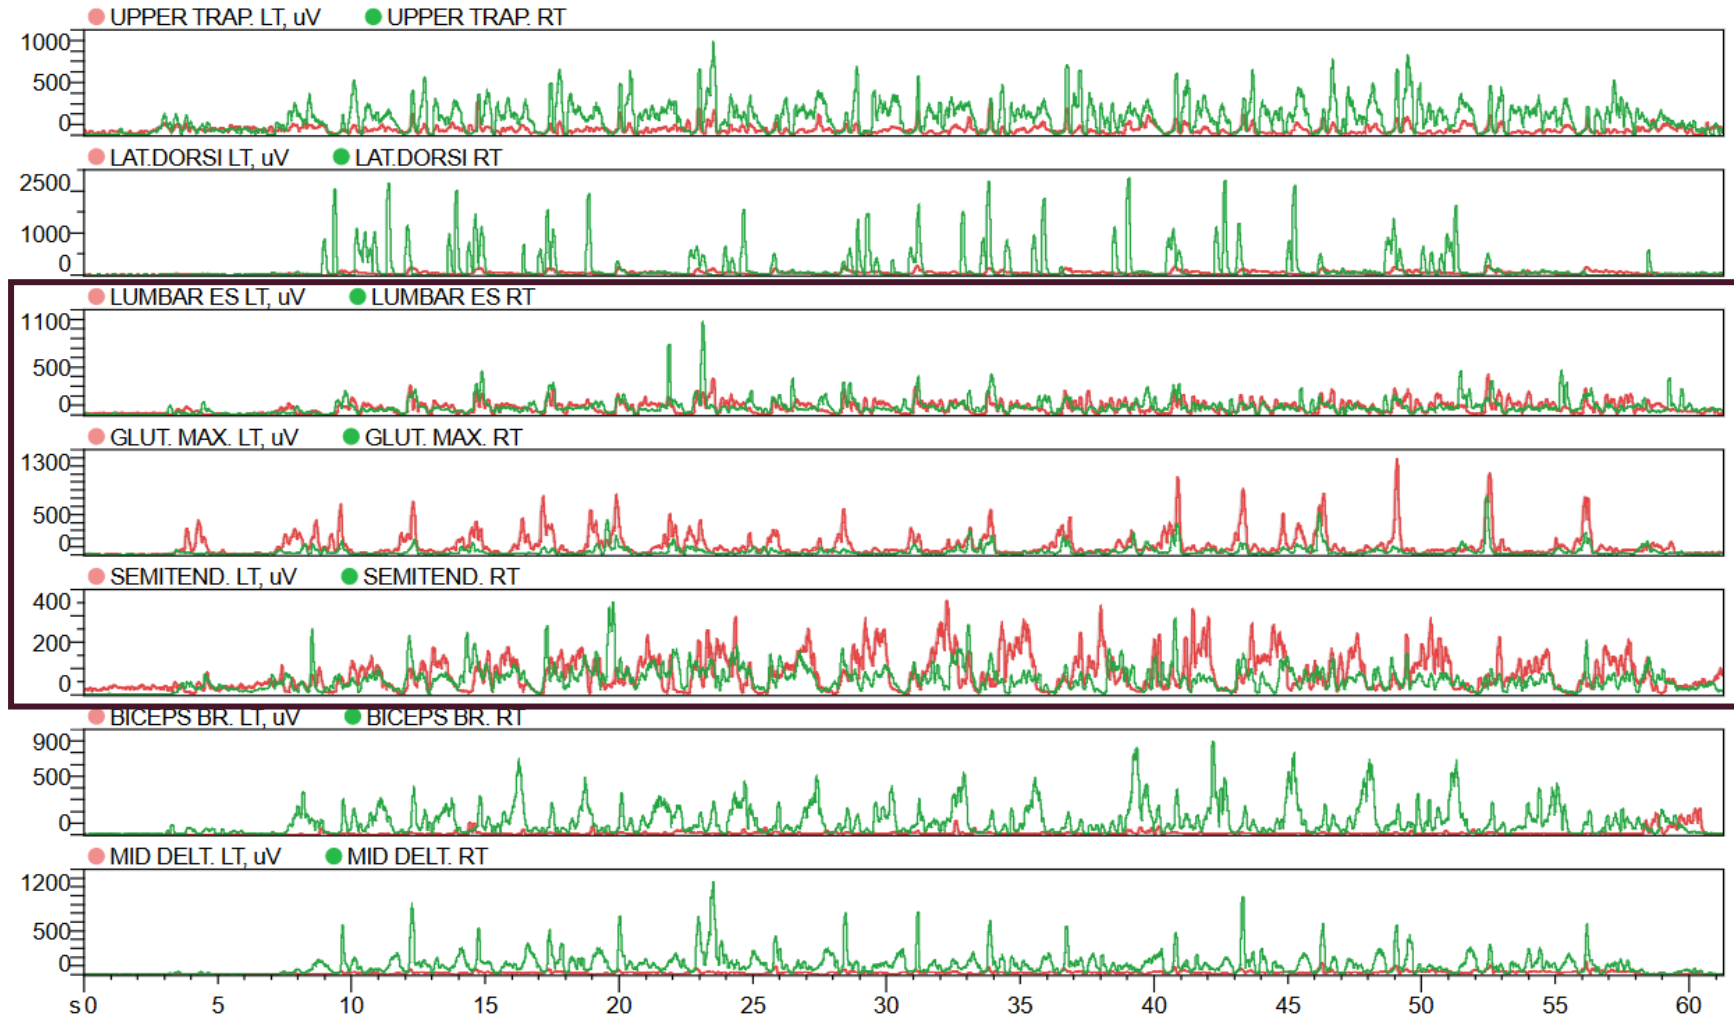 UPPER TRAP. LT, uV UPPER TRAP. RT
1000
500
0
LAT.DORSI LT, uV LAT.DORSI RT
2500
1000
0
LUMBAR ES LT, uV LUMBAR ES RT
1100
500
0
GLUT. MAX. LT, uV GLUT. MAX. RT
1300
500
0
SEMITEND. LT, uV SEMITEND. RT
400
200
0
BICEPS BR. LT, uV BICEPS BR. RT
900
500
0
MID DELT. LT, uV MID DELT. RT
1200
500
0
s 0 5 10 15 20 25 30 35 40 45 50 55 60